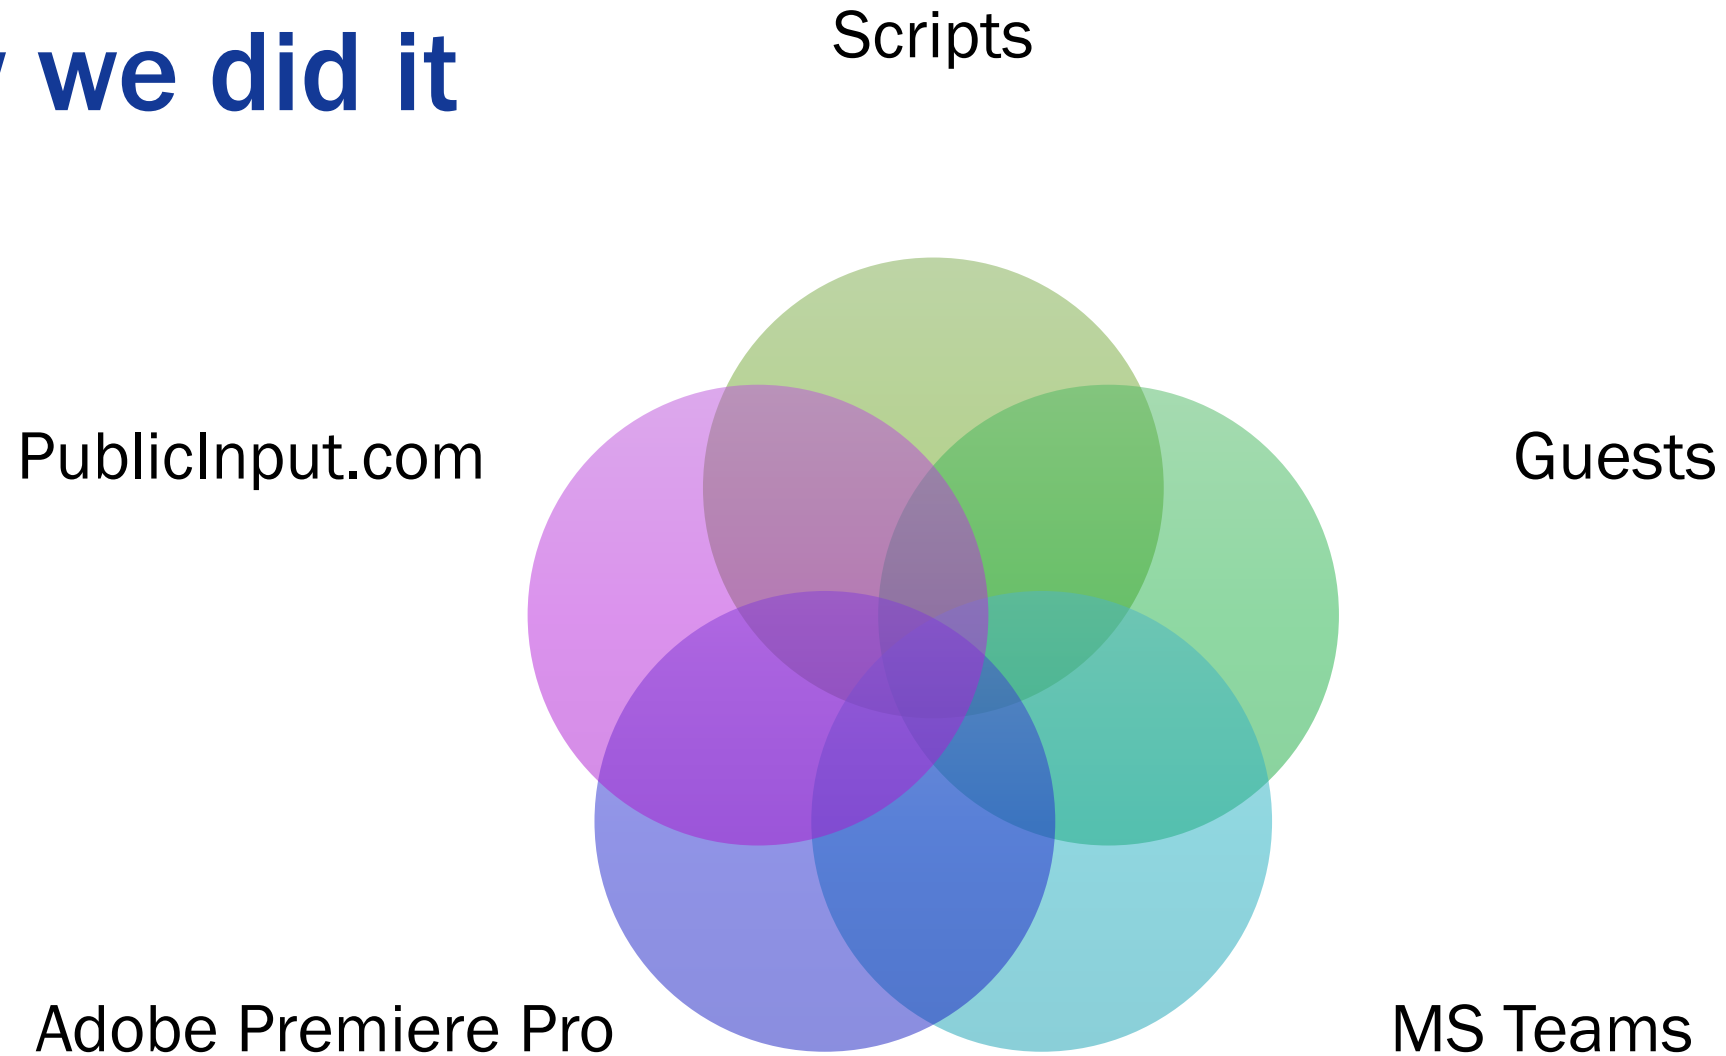 we did it
Scripts
PublicInput.com
Guests
Adobe Premiere Pro
MS Teams